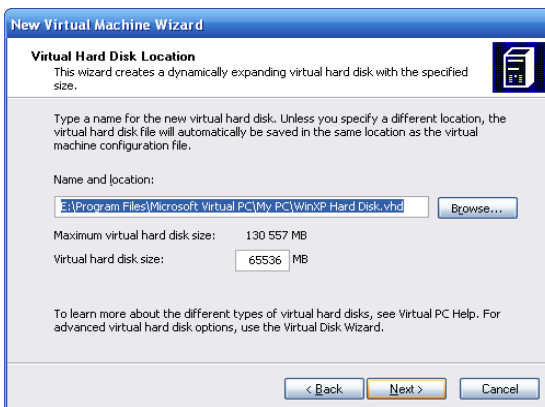 New Virtual Machine Wizard
Virtual Hard Disk Location
This wizard creates a dynamically expanding virtual hard disk with the specified
size.
Type a name for the new virtual hard disk. Unless you specify a different location, the
virtual hard disk file will automatically be saved in the same location as the virtual
machine configuration file.
Name and location:
E:\Program Files\Microsoft Virtual PC\My PC\WinXP Hard Disk.vhd
Browse...
Maximum virtual hard disk size: 130 557 MB
Virtual hard disk size: 65536 MB
To learn more about the different types of virtual hard disks, see Virtual PC Help. For
advanced virtual hard disk options, use the Virtual Disk Wizard.
< Back Next > Cancel